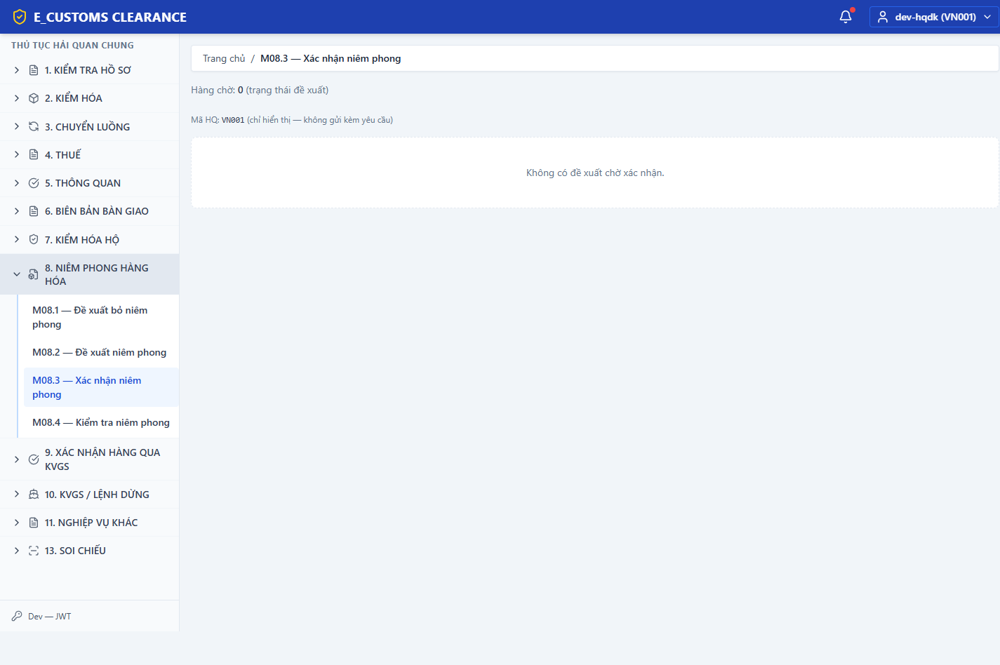 E_CUSTOMS CLEARANCE
dev-hqdk (VN001)
THỦ TỤC HẢI QUAN CHUNG
1. KIỂM TRA HỒ SƠ
2. KIỂM HÓA
3. CHUYỂN LUỒNG
4. THUẾ
5. THÔNG QUAN
6. BIÊN BẢN BÀN GIAO
7. KIỂM HÓA HỘ
8. NIÊM PHONG HÀNG
HÓA
M08.1 — Đề xuất bỏ niêm
phong
M08.2 — Đề xuất niêm phong
M08.3 — Xác nhận niêm
phong
M08.4 — Kiểm tra niêm phong
9. XÁC NHẬN HÀNG QUA
KVGS
10. KVGS / LỆNH DỪNG
11. NGHIỆP VỤ KHÁC
13. SOI CHIẾU
Dev — JWT
Trang chủ / M08.3 — Xác nhận niêm phong
Hàng chờ: 0 (trạng thái đề xuất)
Mã HQ: VN001 (chỉ hiển thị — không gửi kèm yêu cầu)
Không có đề xuất chờ xác nhận.